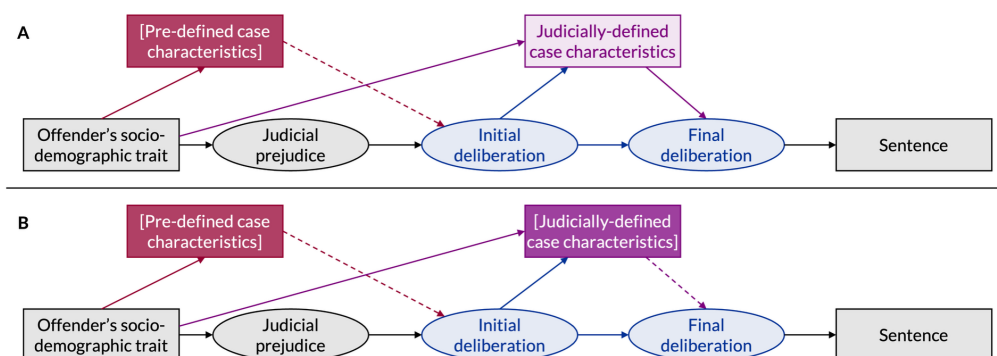 A
[Pre-defined case
characteristics]
Judicially-defined
case characteristics
Offender's socio-
demographic trait
Judicial
prejudice
Initial
deliberation
Final
deliberation
Sentence
B
[Pre-defined case
characteristics]
[Judicially-defined
case characteristics]
Offender's socio-
demographic trait
Judicial
prejudice
Initial
deliberation
Final
deliberation
Sentence